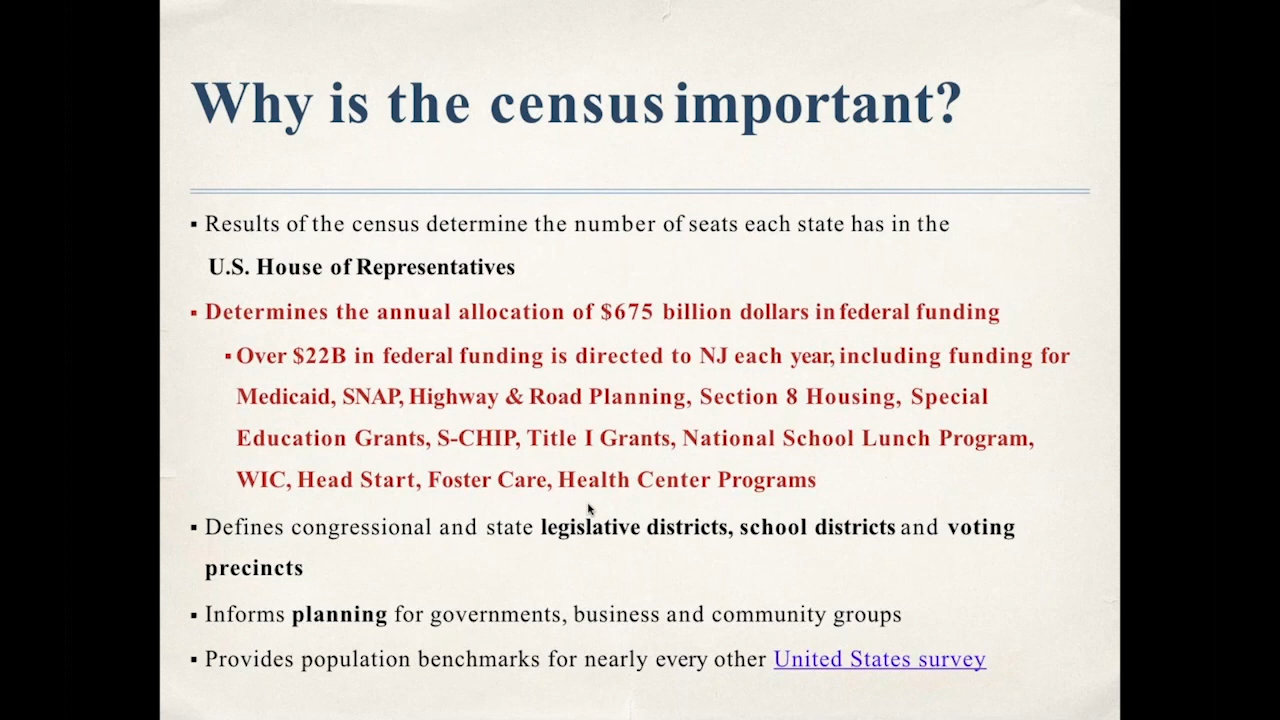 Why is the census important?
▪ Results of the census determine the number of seats each state has in the
U.S. House of Representatives
▪ Determines the annual allocation of $675 billion dollars in federal funding
▪ Over $22B in federal funding is directed to NJ each year, including funding for
Medicaid, SNAP, Highway & Road Planning, Section 8 Housing, Special
Education Grants, S-CHIP, Title I Grants, National School Lunch Program,
WIC, Head Start, Foster Care, Health Center Programs
▪ Defines congressional and state legislative districts, school districts and voting
precincts
▪ Informs planning for governments, business and community groups
▪ Provides population benchmarks for nearly every other United States survey